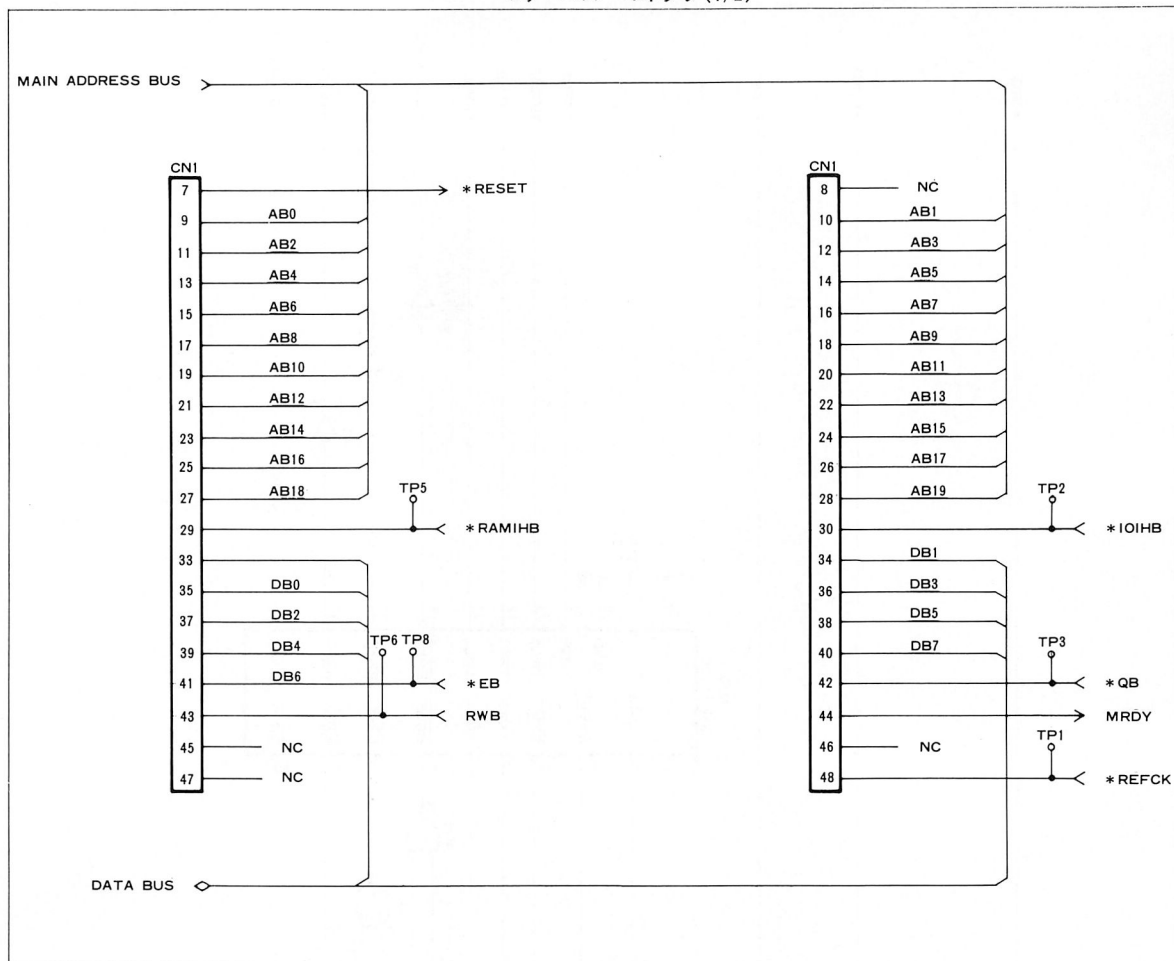 MAIN ADDRESS BUS
CN1
7 *RESET
9 AB0
11 AB2
13 AB4
15 AB6
17 AB8
19 AB10
21 AB12
23 AB14
25 AB16
27 AB18
TP5
29 *RAMIHB
33
35 DB0
37 DB2
TP6 TP8
39 DB4
41 DB6 *EB
43 RWB
45 NC
47 NC
CN1
8 NC
10 AB1
12 AB3
14 AB5
16 AB7
18 AB9
20 AB11
22 AB13
24 AB15
26 AB17
28 AB19
TP2
30 *IOIHB
34 DB1
36 DB3
38 DB5
40 DB7
TP3
42 *QB
44 MRDY
46 NC
TP1
48 *REFCK
DATA BUS